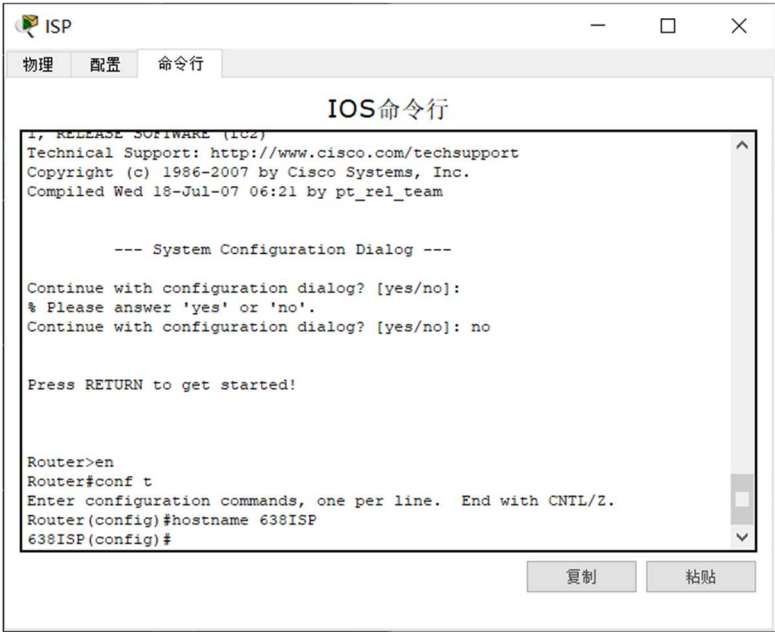 ISP
物理 配置 命令行
IOS命令行
1, RELEASE SOFTWARE (fc2)
Technical Support: http://www.cisco.com/techsupport
Copyright (c) 1986-2007 by Cisco Systems, Inc.
Compiled Wed 18-Jul-07 06:21 by pt_rel_team
--- System Configuration Dialog ---
Continue with configuration dialog? [yes/no]:
% Please answer 'yes' or 'no'.
Continue with configuration dialog? [yes/no]: no
Press RETURN to get started!
Router>en
Router#conf t
Enter configuration commands, one per line.  End with CNTL/Z.
Router(config)#hostname 638ISP
638ISP(config)#
复制 粘贴